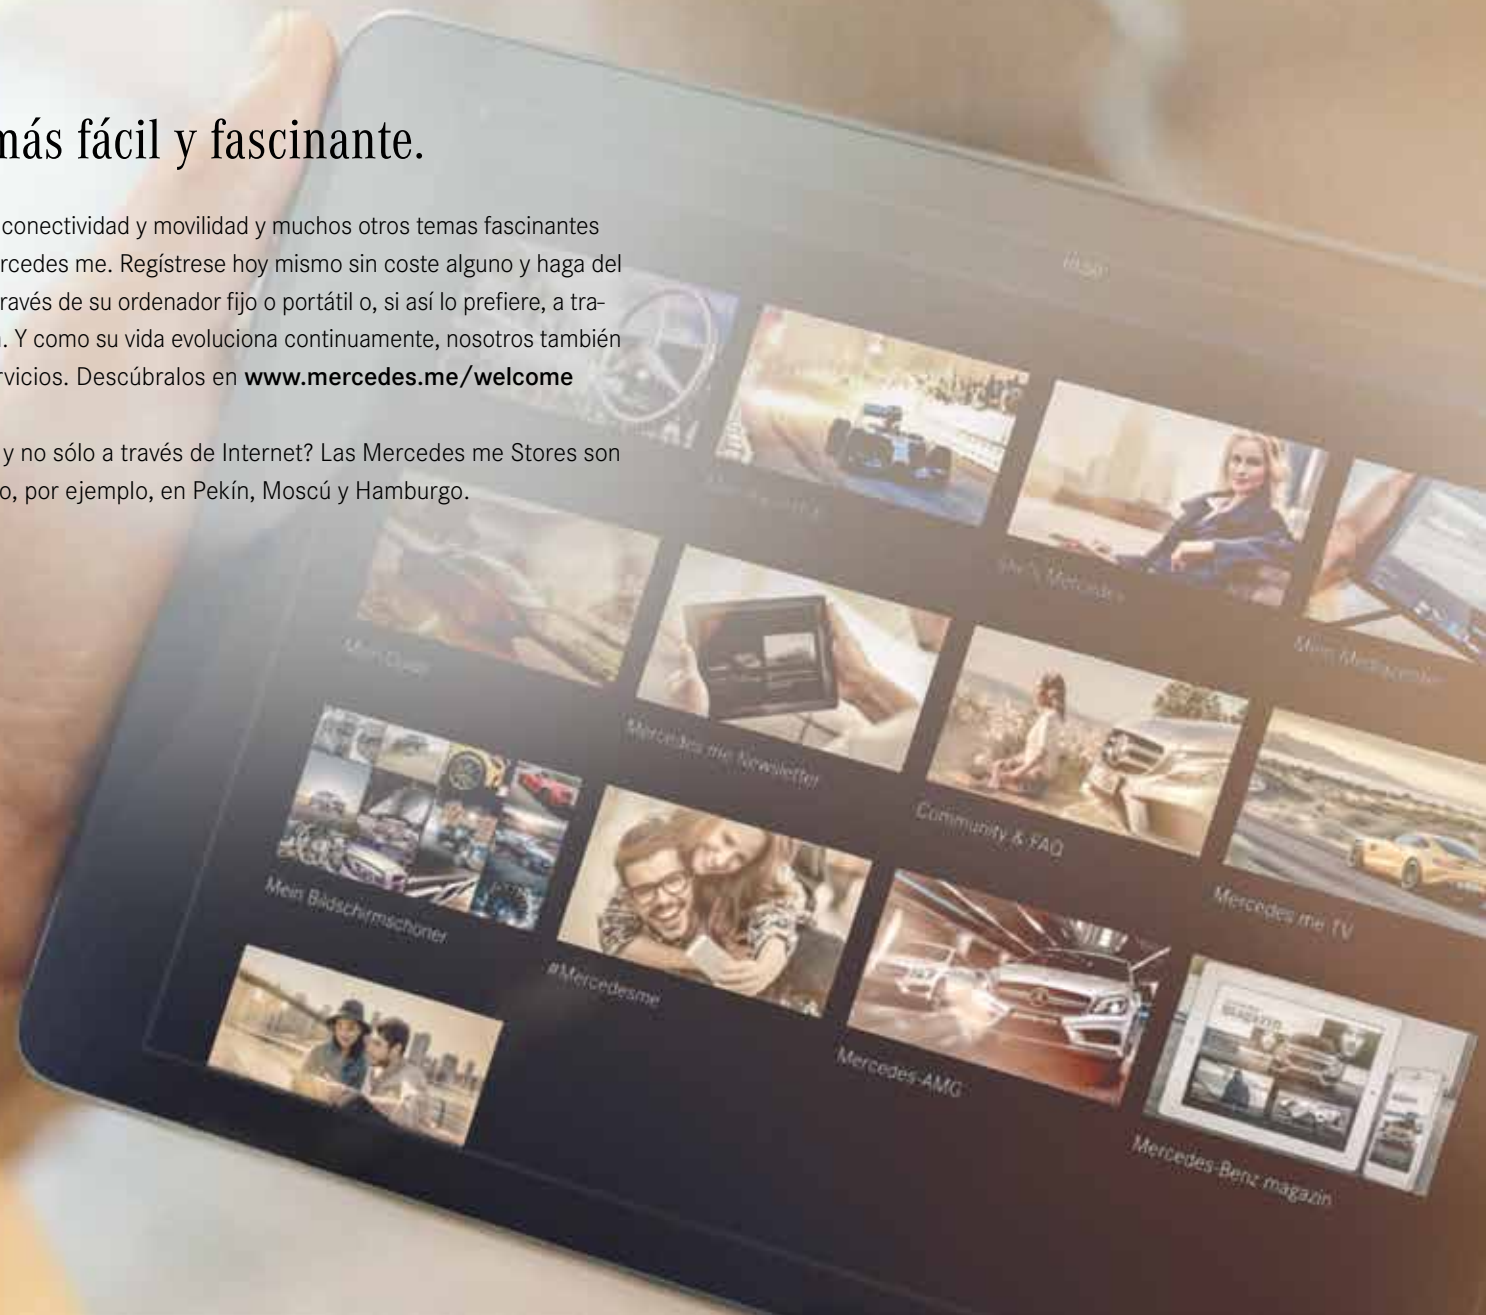 más fácil y fascinante.
conectividad y movilidad y muchos otros temas fascinantes
rcedes me. Regístrese hoy mismo sin coste alguno y haga del
ravés de su ordenador fijo o portátil o, si así lo prefiere, a tra-
. Y como su vida evoluciona continuamente, nosotros también
rvicios. Descúbralos en www.mercedes.me/welcome
y no sólo a través de Internet? Las Mercedes me Stores son
o, por ejemplo, en Pekín, Moscú y Hamburgo.
Mercedes
Mein Mediacenter
Mercedes me Newsletter
Community & FAQ
Mercedes me TV
Mein Bildschirmschoner
#Mercedesme
Mercedes-AMG
Mercedes-Benz magazin